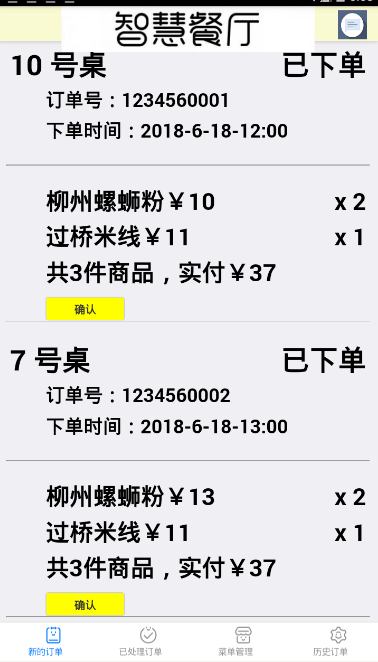 智慧餐厅
10 号桌 已下单
订单号：1234560001
下单时间：2018-6-18-12:00
柳州螺蛳粉￥10 x 2
过桥米线￥11 x 1
共3件商品，实付￥37
确认
7 号桌 已下单
订单号：1234560002
下单时间：2018-6-18-13:00
柳州螺蛳粉￥13 x 2
过桥米线￥11 x 1
共3件商品，实付￥37
确认
新的订单 已处理订单 菜单管理 历史订单